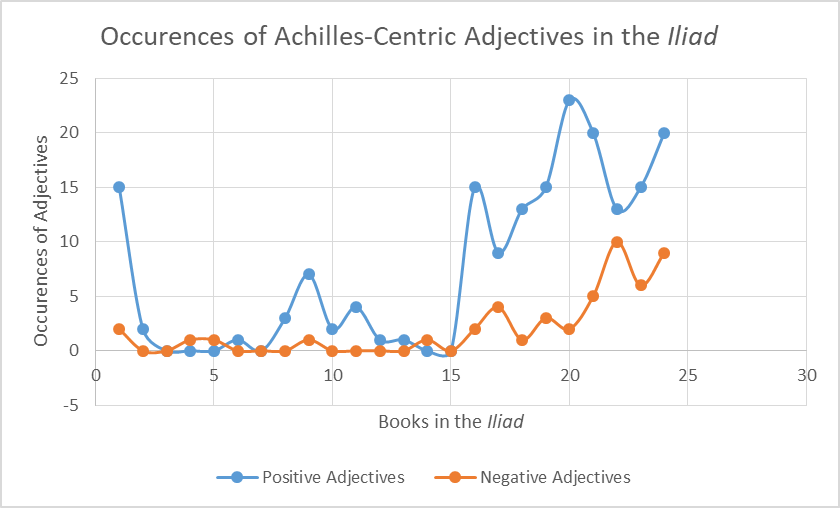 Occurences of Achilles-Centric Adjectives in the Iliad
25
20
15
10
5
0
-5
Occurences of Adjectives
0 5 10 15 20 25 30
Books in the Iliad
Positive Adjectives Negative Adjectives